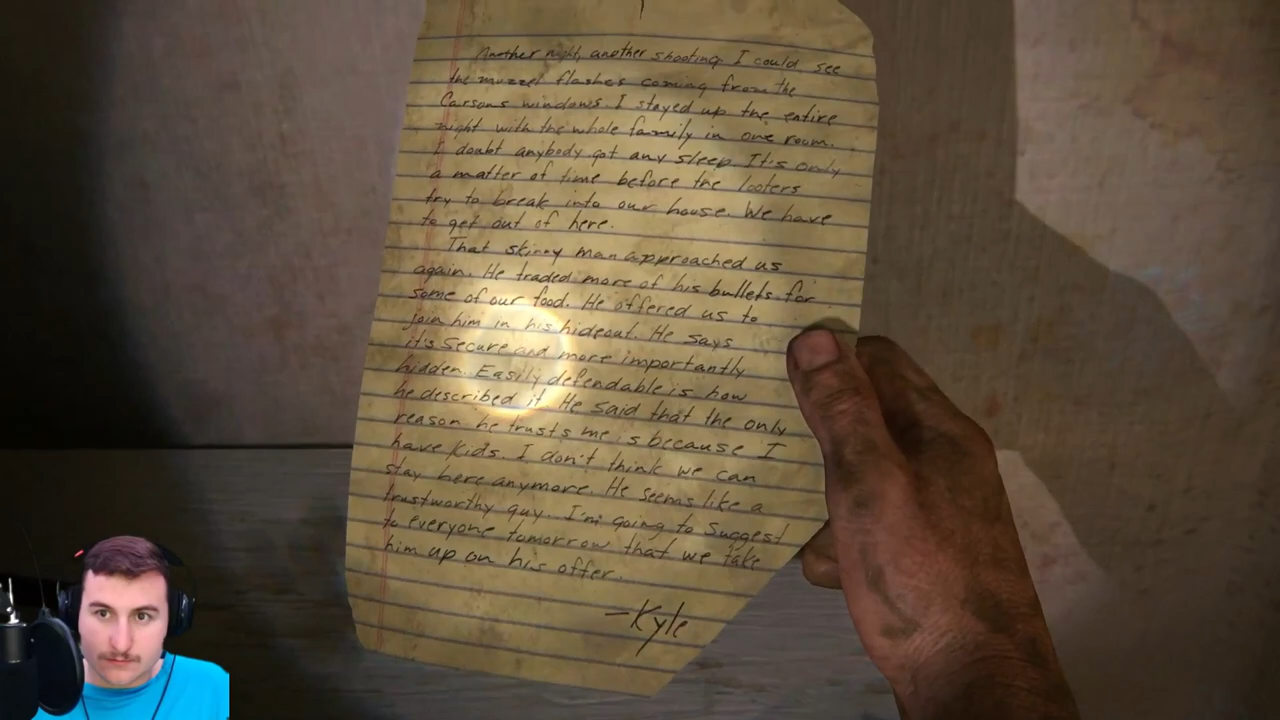 Another night, another shooting. I could see
the muzzel flashes coming from the
Carsons windows. I stayed up the entire
night with the whole family in one room.
I doubt anybody got any sleep. It's only
a matter of time before the looters
try to break into our house. We have
to get out of here.
That skinny man approached us
again. He traded more of his bullets for
some of our food. He offered us to
join him in his hideout. He says
it's secure and more importantly
hidden. Easily defendable is how
he described it. He said that the only
reason he trusts me is because I
have kids. I don't think we can
stay here anymore. He seems like a
trustworthy guy. I'm going to suggest
to everyone tomorrow that we take
him up on his offer.
-Kyle